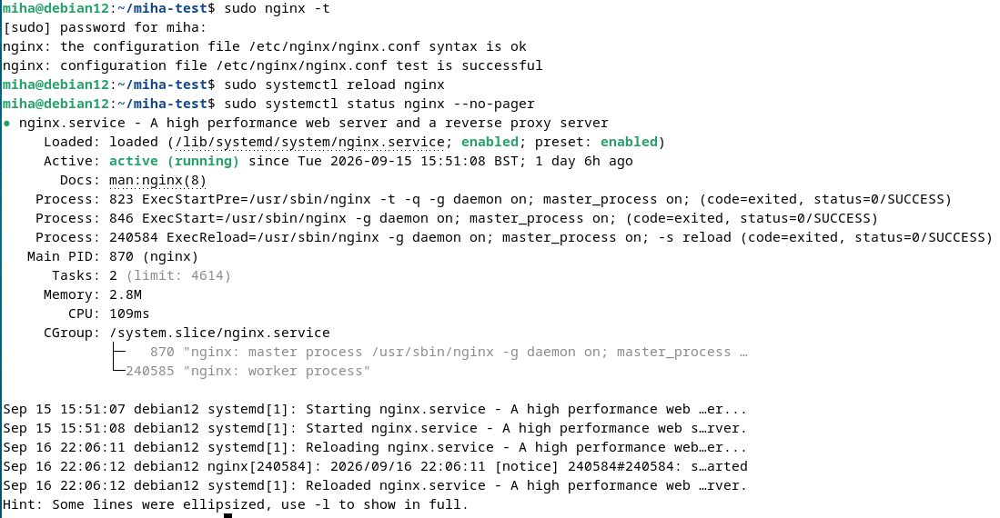 miha@debian12:~/miha-test$ sudo nginx -t
[sudo] password for miha:
nginx: the configuration file /etc/nginx/nginx.conf syntax is ok
nginx: configuration file /etc/nginx/nginx.conf test is successful
miha@debian12:~/miha-test$ sudo systemctl reload nginx
miha@debian12:~/miha-test$ sudo systemctl status nginx --no-pager
● nginx.service - A high performance web server and a reverse proxy server
     Loaded: loaded (/lib/systemd/system/nginx.service; enabled; preset: enabled)
     Active: active (running) since Tue 2026-09-15 15:51:08 BST; 1 day 6h ago
       Docs: man:nginx(8)
    Process: 823 ExecStartPre=/usr/sbin/nginx -t -q -g daemon on; master_process on; (code=exited, status=0/SUCCESS)
    Process: 846 ExecStart=/usr/sbin/nginx -g daemon on; master_process on; (code=exited, status=0/SUCCESS)
    Process: 240584 ExecReload=/usr/sbin/nginx -g daemon on; master_process on; -s reload (code=exited, status=0/SUCCESS)
   Main PID: 870 (nginx)
      Tasks: 2 (limit: 4614)
     Memory: 2.8M
        CPU: 109ms
     CGroup: /system.slice/nginx.service
             ├─   870 "nginx: master process /usr/sbin/nginx -g daemon on; master_process …
             └─240585 "nginx: worker process"

Sep 15 15:51:07 debian12 systemd[1]: Starting nginx.service - A high performance web …er...
Sep 15 15:51:08 debian12 systemd[1]: Started nginx.service - A high performance web s…rver.
Sep 16 22:06:11 debian12 systemd[1]: Reloading nginx.service - A high performance web…er...
Sep 16 22:06:12 debian12 nginx[240584]: 2026/09/16 22:06:11 [notice] 240584#240584: s…arted
Sep 16 22:06:12 debian12 systemd[1]: Reloaded nginx.service - A high performance web …rver.
Hint: Some lines were ellipsized, use -l to show in full.